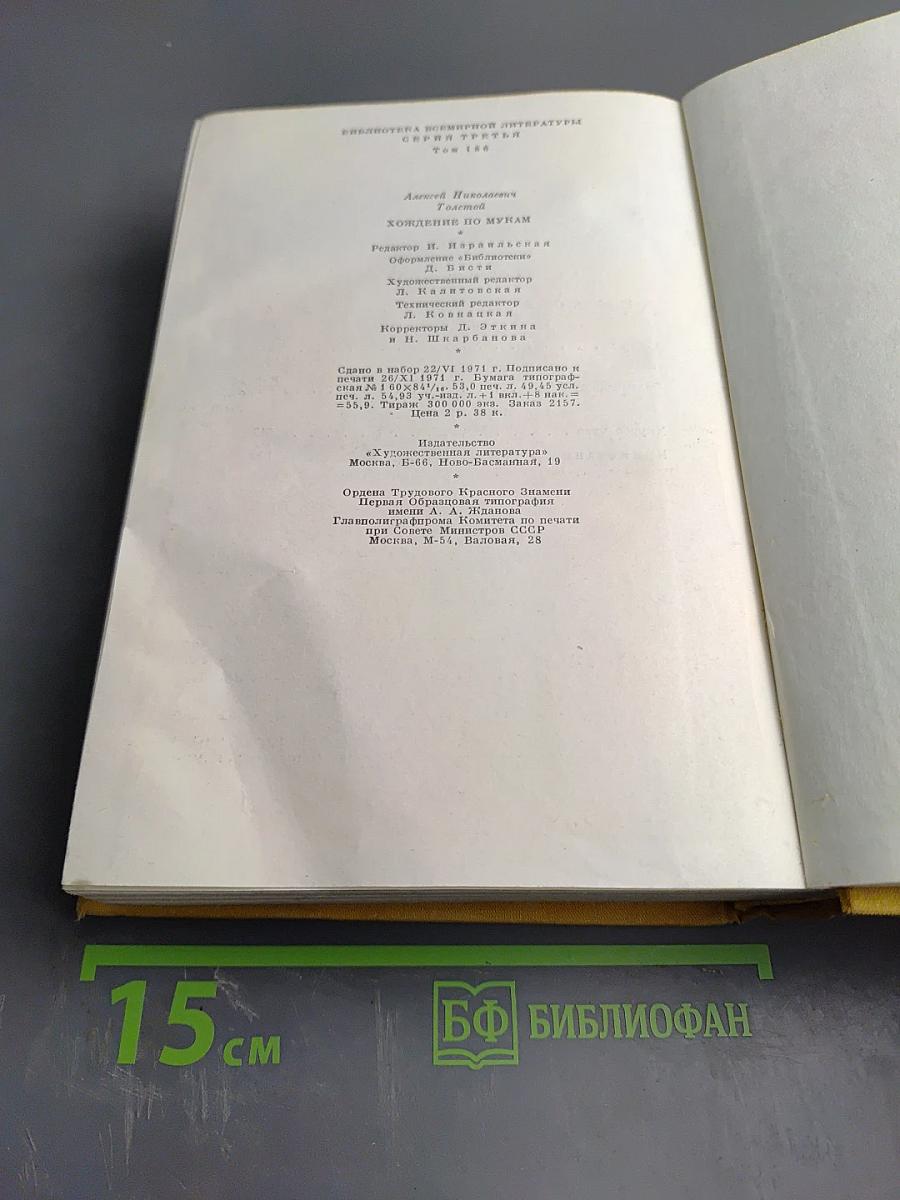 БИБЛИОТЕКА ВСЕМИРНОЙ ЛИТЕРАТУРЫ
СЕРИЯ ТРЕТЬЯ
Том 186
Алексей Николаевич
Толстой
ХОЖДЕНИЕ ПО МУКАМ
*
Редактор И. Израильская
Оформление «Библиотеки»
Д. Бисти
Художественный редактор
Л. Калитовская
Технический редактор
Л. Ковнацкая
Корректоры Д. Эткина
и Н. Шкарбанова
*
Сдано в набор 22/VI 1971 г. Подписано к
печати 26/XI 1971 г. Бумага типограф-
ская № 1 60×84¹/₁₆. 53,0 печ. л. 49,45 усл.
печ. л. 54,93 уч.-изд. л.+1 вкл.+8 нак.=
=55,9. Тираж 300 000 экз. Заказ 2157.
Цена 2 р. 38 к.
*
Издательство
«Художественная литература»
Москва, Б-66, Ново-Басманная, 19
*
Ордена Трудового Красного Знамени
Первая Образцовая типография
имени А. А. Жданова
Главполиграфпрома Комитета по печати
при Совете Министров СССР
Москва, М-54, Валовая, 28
15 см
БФ БИБЛИОФАН